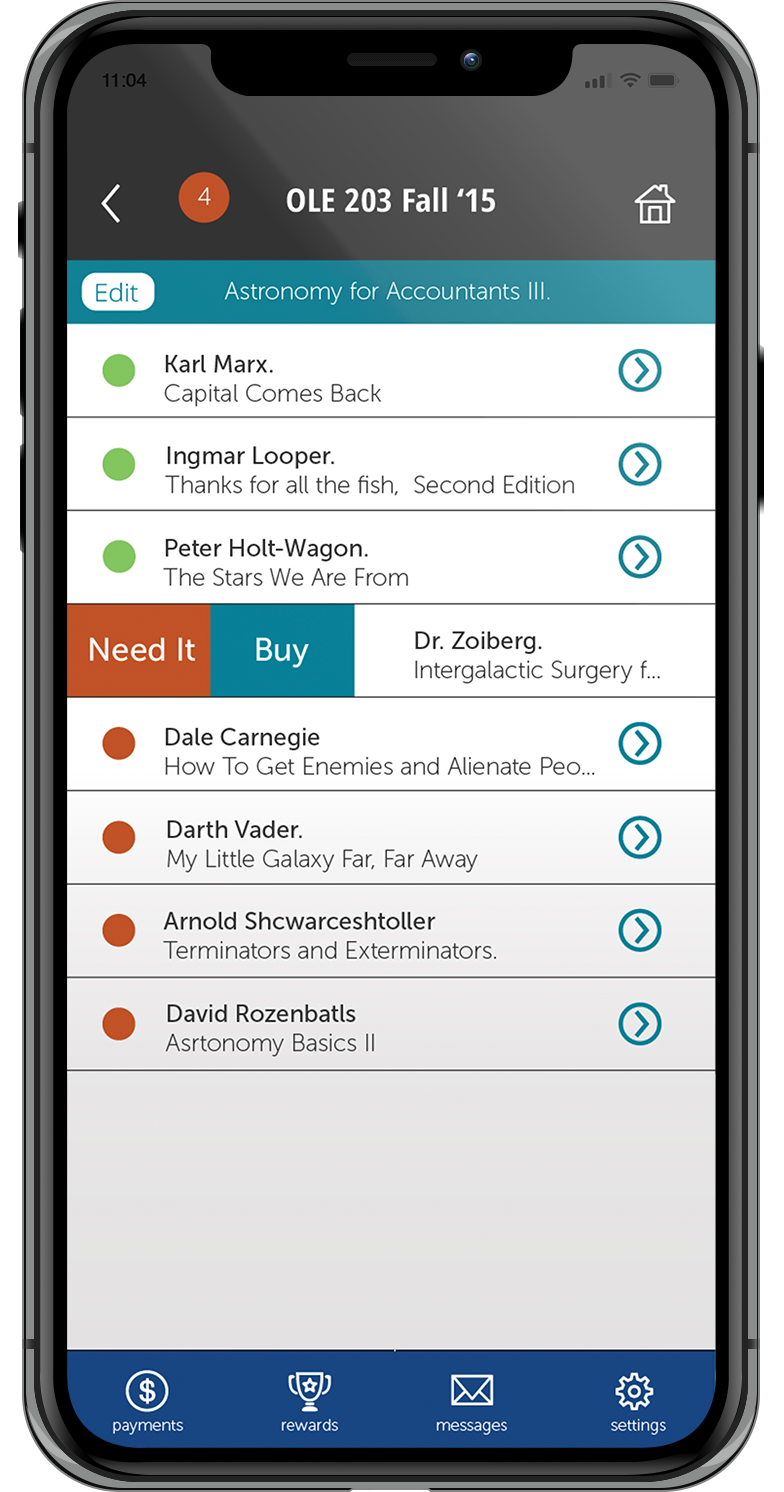 11:04
4 OLE 203 Fall ‘15
Edit Astronomy for Accountants III.
Karl Marx.
Capital Comes Back
Ingmar Looper.
Thanks for all the fish, Second Edition
Peter Holt-Wagon.
The Stars We Are From
Need It Buy Dr. Zoiberg.
Intergalactic Surgery f...
Dale Carnegie
How To Get Enemies and Alienate Peo...
Darth Vader.
My Little Galaxy Far, Far Away
Arnold Shcwarceshtoller
Terminators and Exterminators.
David Rozenbatls
Asrtonomy Basics II
$
payments rewards messages settings